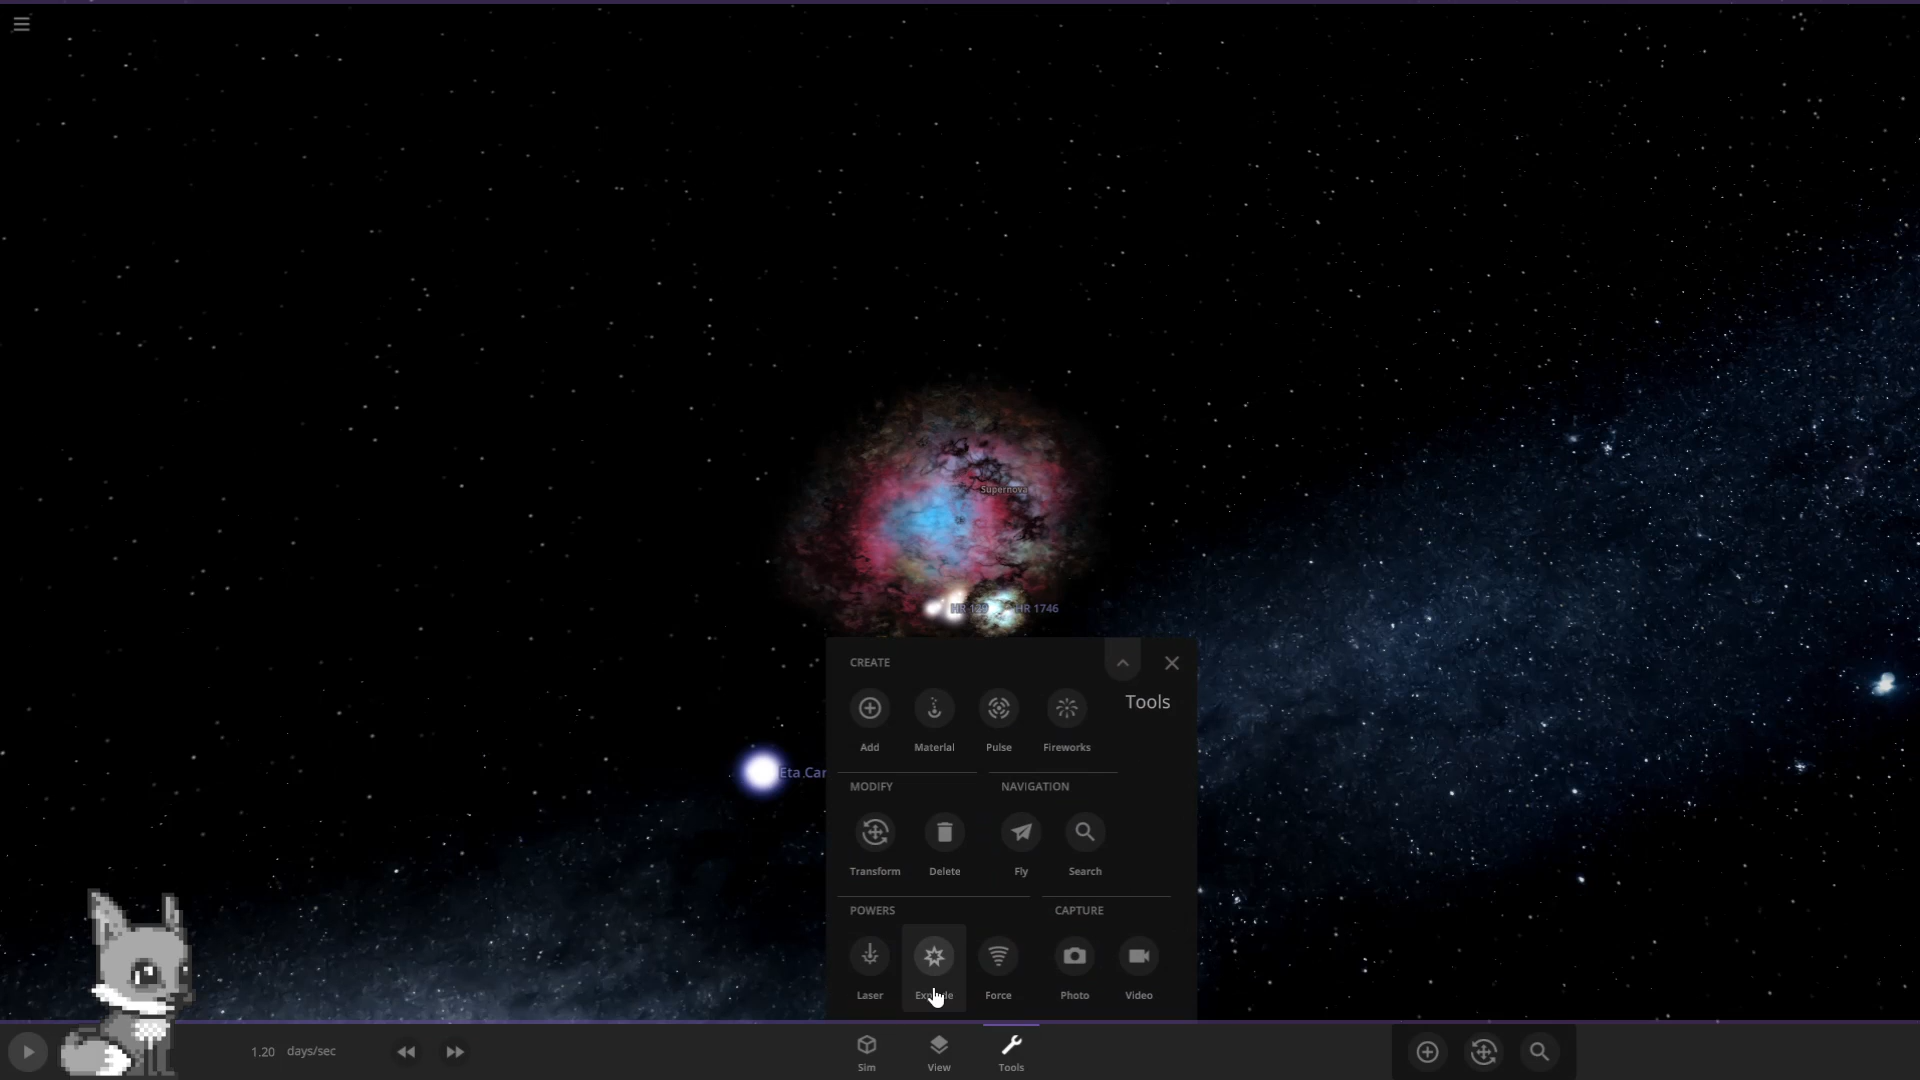 Supernova
HR 1746
Eta Car
CREATE
Tools
Add
Material
Pulse
Fireworks
MODIFY
NAVIGATION
Transform
Delete
Fly
Search
POWERS
CAPTURE
Laser
Explode
Force
Photo
Video
1.20 days/sec
Sim
View
Tools